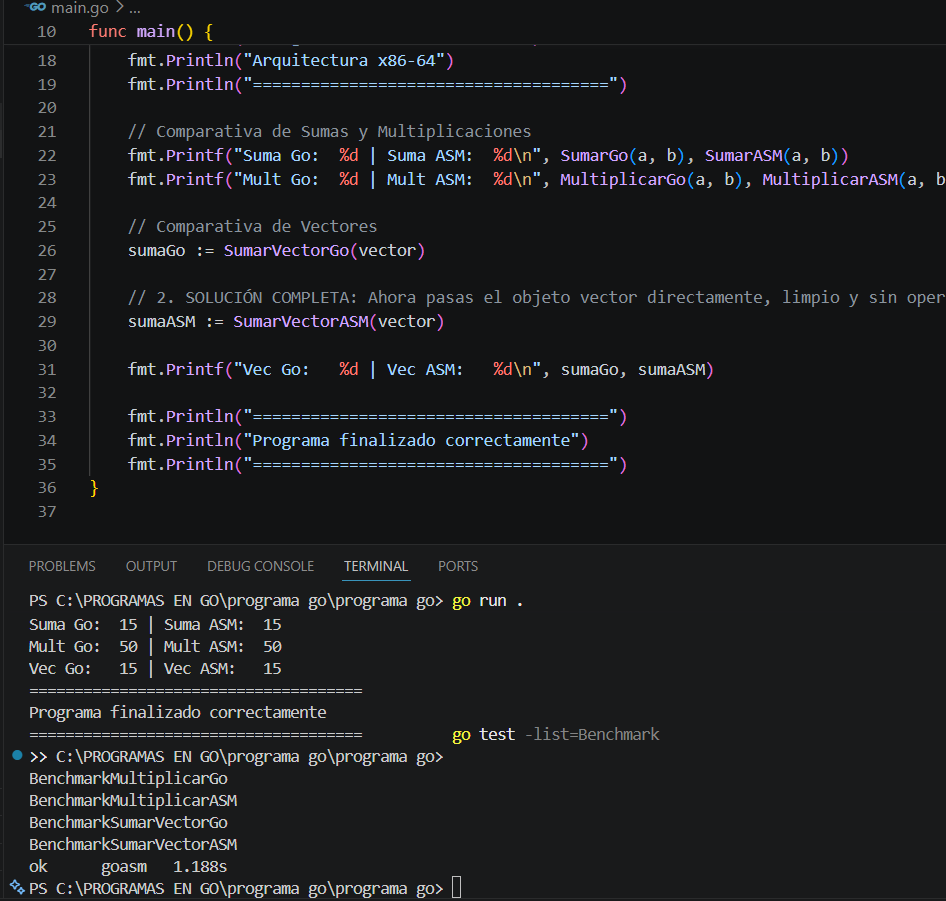 main.go > ...
10 func main() {
18 fmt.Println("Arquitectura x86-64")
19 fmt.Println("=====================================")
20
21 // Comparativa de Sumas y Multiplicaciones
22 fmt.Printf("Suma Go:  %d | Suma ASM:  %d\n", SumarGo(a, b), SumarASM(a, b))
23 fmt.Printf("Mult Go:  %d | Mult ASM:  %d\n", MultiplicarGo(a, b), MultiplicarASM(a, b
24
25 // Comparativa de Vectores
26 sumaGo := SumarVectorGo(vector)
27
28 // 2. SOLUCIÓN COMPLETA: Ahora pasas el objeto vector directamente, limpio y sin oper
29 sumaASM := SumarVectorASM(vector)
30
31 fmt.Printf("Vec Go:   %d | Vec ASM:   %d\n", sumaGo, sumaASM)
32
33 fmt.Println("=====================================")
34 fmt.Println("Programa finalizado correctamente")
35 fmt.Println("=====================================")
36 }
37
PROBLEMS OUTPUT DEBUG CONSOLE TERMINAL PORTS
PS C:\PROGRAMAS EN GO\programa go\programa go> go run .
Suma Go:  15 | Suma ASM:  15
Mult Go:  50 | Mult ASM:  50
Vec Go:   15 | Vec ASM:   15
=====================================
Programa finalizado correctamente
===================================== go test -list=Benchmark
>> C:\PROGRAMAS EN GO\programa go\programa go>
BenchmarkMultiplicarGo
BenchmarkMultiplicarASM
BenchmarkSumarVectorGo
BenchmarkSumarVectorASM
ok      goasm   1.188s
PS C:\PROGRAMAS EN GO\programa go\programa go>